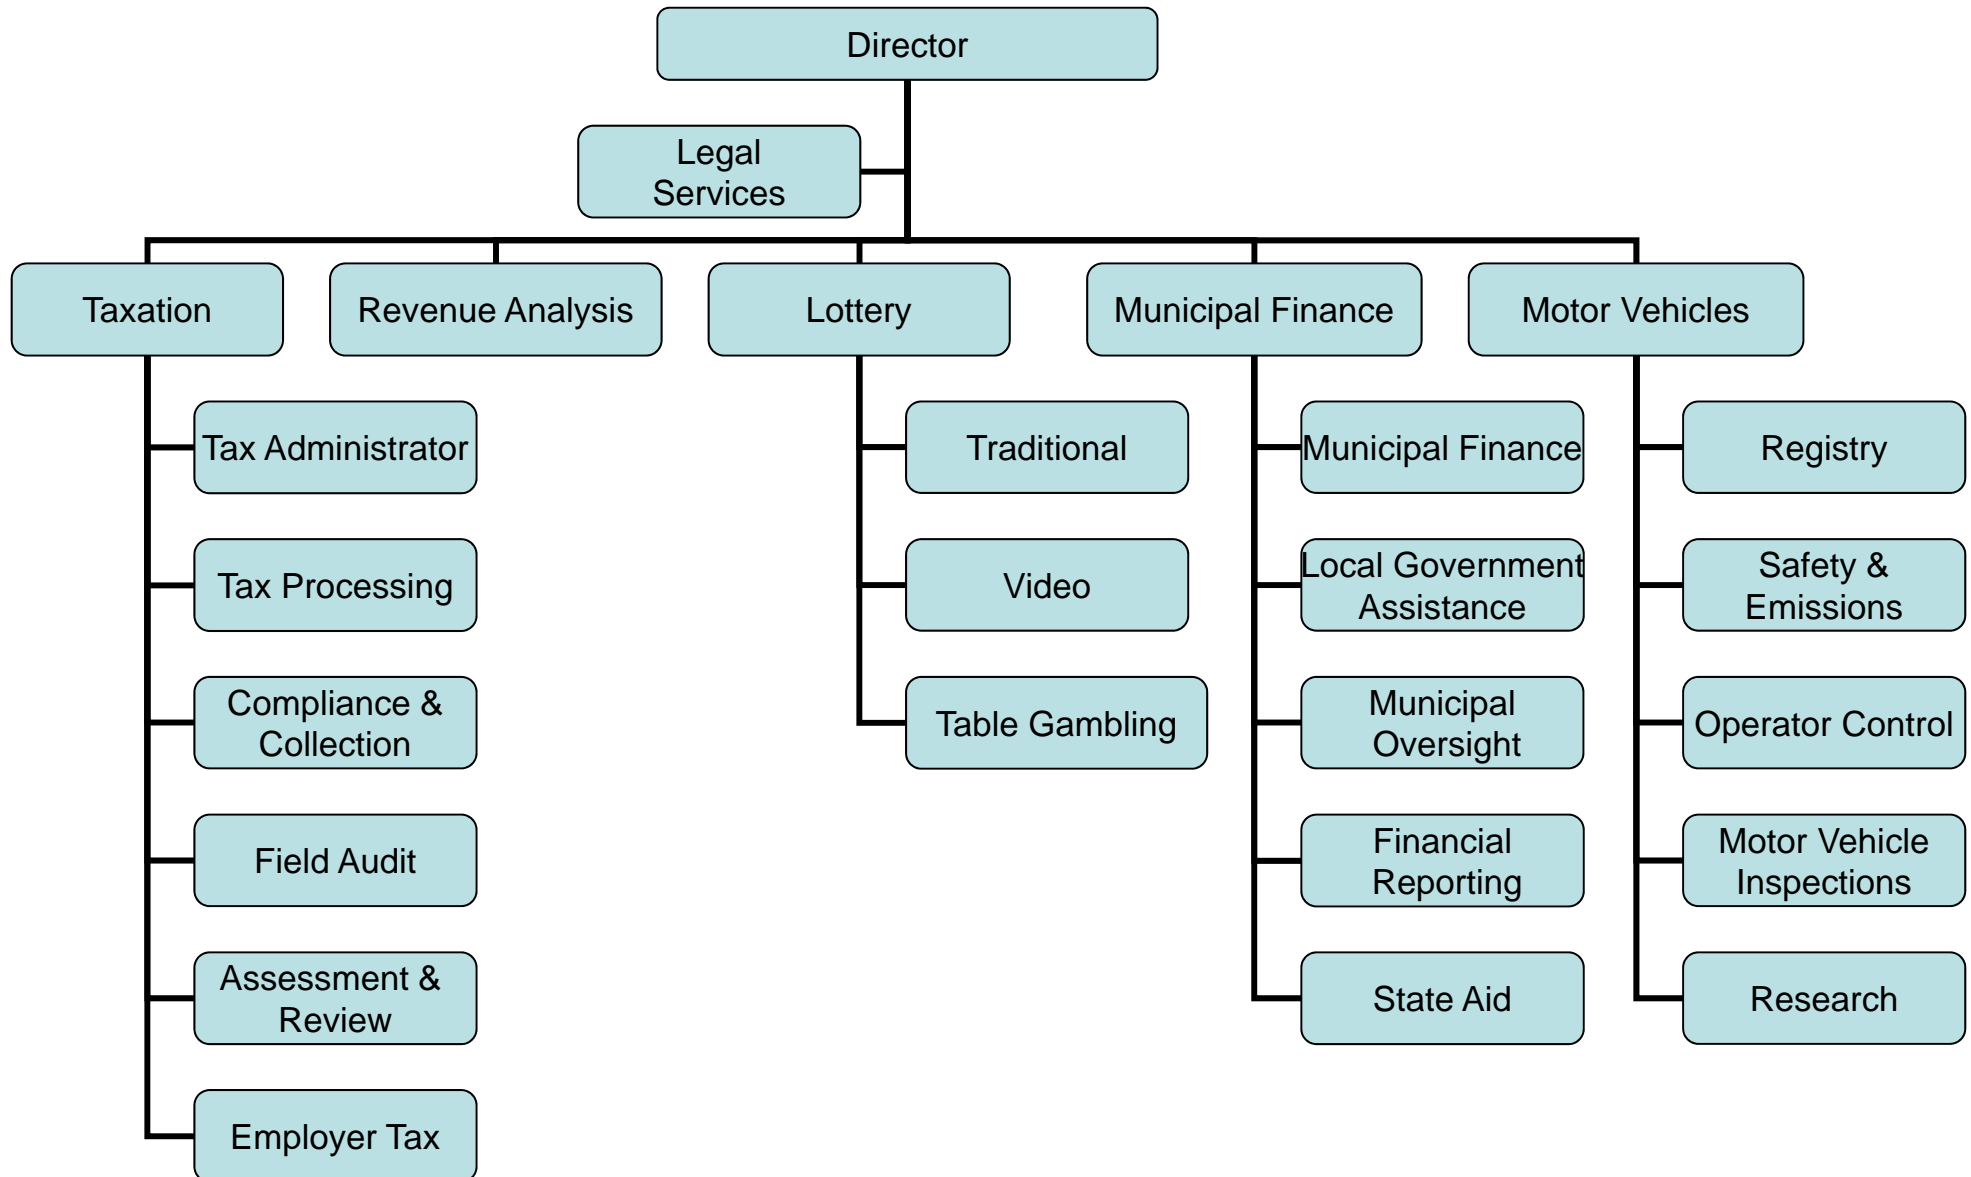 Director
Legal
Services
Taxation
Revenue Analysis
Lottery
Municipal Finance
Motor Vehicles
Tax Administrator
Tax Processing
Compliance &
Collection
Field Audit
Assessment &
Review
Employer Tax
Traditional
Video
Table Gambling
Municipal Finance
Local Government
Assistance
Municipal
Oversight
Financial
Reporting
State Aid
Registry
Safety &
Emissions
Operator Control
Motor Vehicle
Inspections
Research